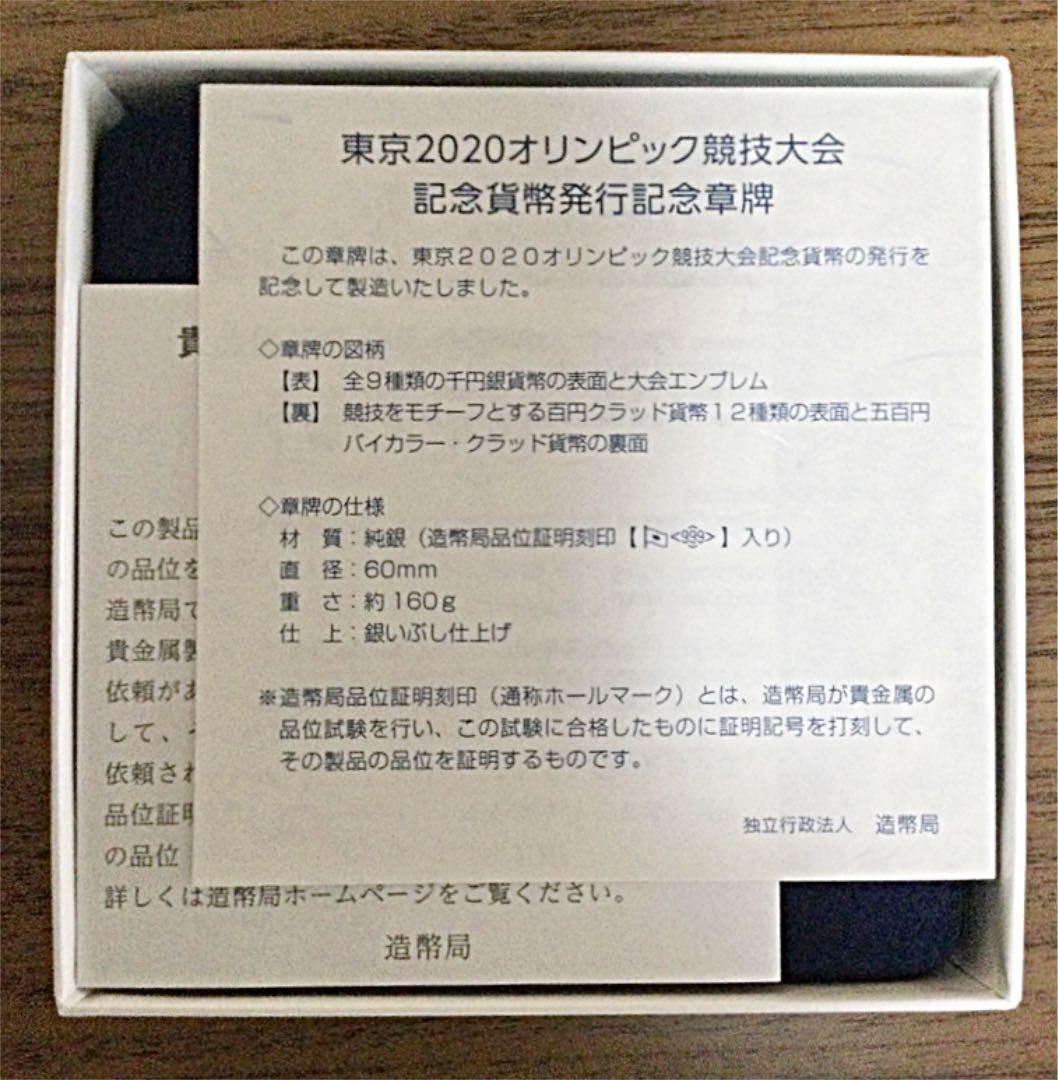 東京2020オリンピック競技大会
記念貨幣発行記念章牌
この章牌は、東京2020オリンピック競技大会記念貨幣の発行を
記念して製造いたしました。
◇章牌の図柄
【表】 全9種類の千円銀貨幣の表面と大会エンブレム
【裏】 競技をモチーフとする百円クラッド貨幣12種類の表面と五百円
バイカラー・クラッド貨幣の裏面
◇章牌の仕様
材 質：純銀（造幣局品位証明刻印【<999>】入り）
直 径：60mm
重 さ：約160g
仕 上：銀いぶし仕上げ
※造幣局品位証明刻印（通称ホールマーク）とは、造幣局が貴金属の
品位試験を行い、この試験に合格したものに証明記号を打刻して、
その製品の品位を証明するものです。
独立行政法人 造幣局
貴
この製品
の品位を
造幣局で
貴金属製
依頼があ
して、そ
依頼され
品位証明
の品位
詳しくは造幣局ホームページをご覧ください。
造幣局